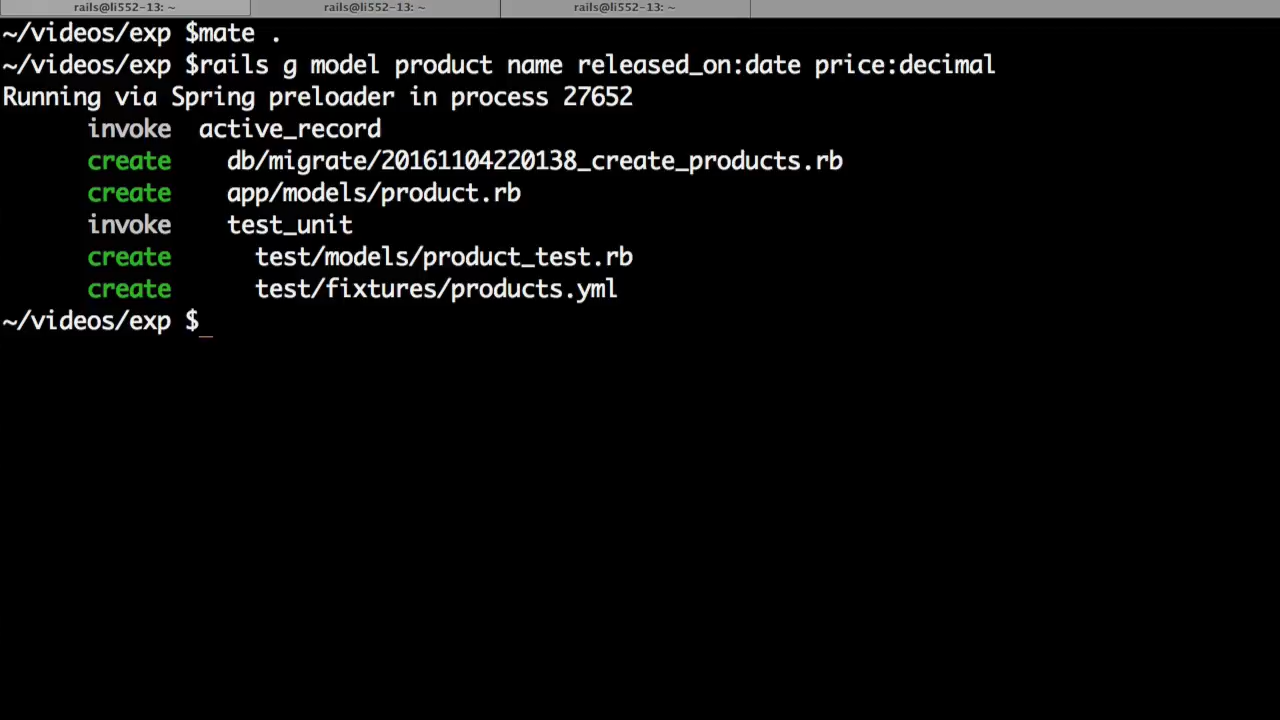 rails@li552-13: ~ rails@li552-13: ~ rails@li552-13: ~
~/videos/exp $mate .
~/videos/exp $rails g model product name released_on:date price:decimal
Running via Spring preloader in process 27652
invoke active_record
create db/migrate/20161104220138_create_products.rb
create app/models/product.rb
invoke test_unit
create test/models/product_test.rb
create test/fixtures/products.yml
~/videos/exp $_